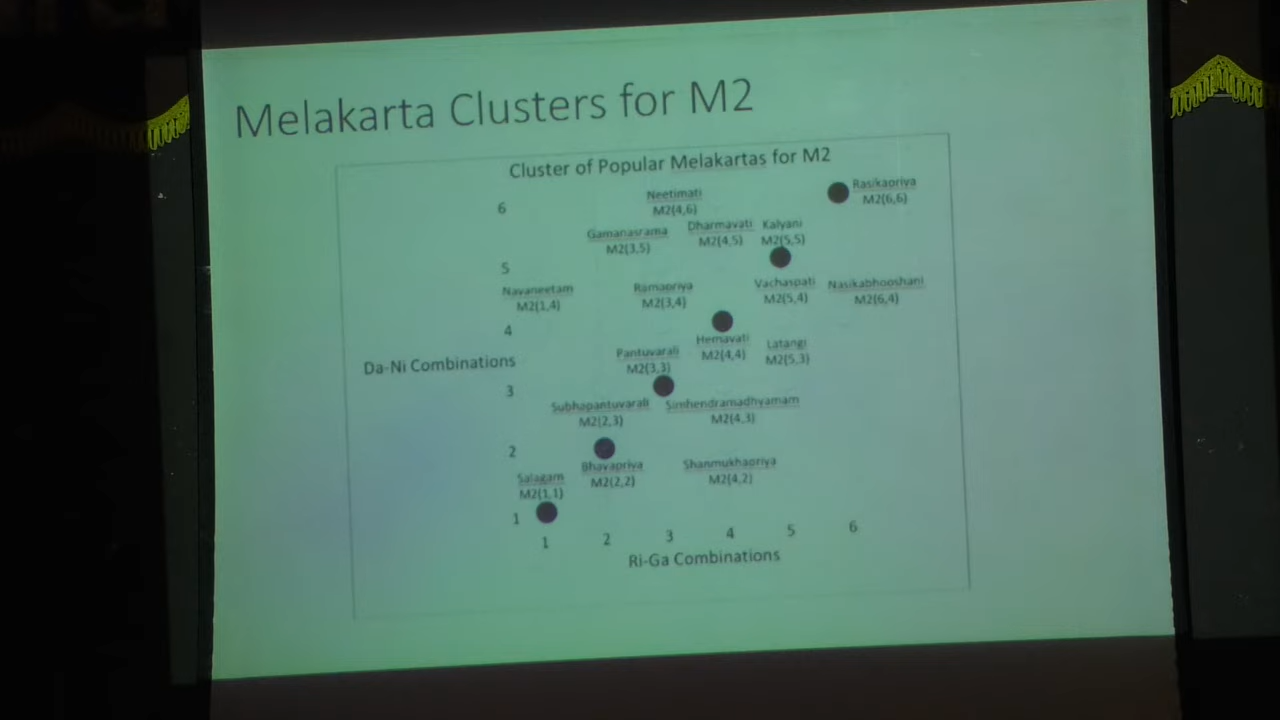 Melakarta Clusters for M2
Cluster of Popular Melakartas for M2
6
Neetimati
M2(4,6)
Rasikapriya
M2(6,6)
Gamanasrama
M2(3,5)
Dharmavati
M2(4,5)
Kalyani
M2(5,5)
5
Navaneetam
M2(1,4)
Ramapriya
M2(3,4)
Vachaspati
M2(5,4)
Nasikabhooshani
M2(6,4)
4
Hemavati
M2(4,4)
Latangi
M2(5,3)
Da-Ni Combinations
Pantuvarali
M2(3,3)
3
Subhapantuvarali
M2(2,3)
Simhendramadhyamam
M2(4,3)
2
Bhavapriya
M2(2,2)
Shanmukhapriya
M2(4,2)
Salagam
M2(1,1)
1
1 2 3 4 5 6
Ri-Ga Combinations